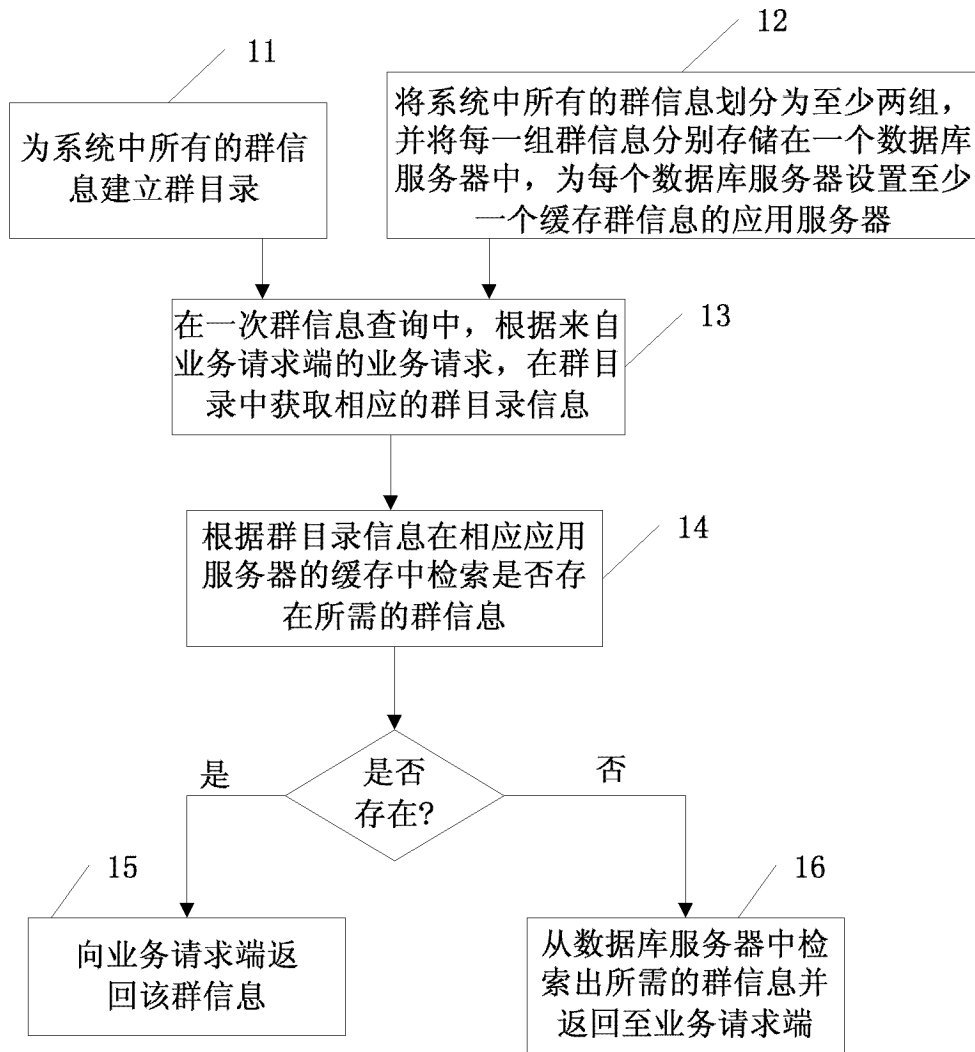 11
为系统中所有的群信
息建立群目录
12
将系统中所有的群信息划分为至少两组,
并将每一组群信息分别存储在一个数据库
服务器中,为每个数据库服务器设置至少
一个缓存群信息的应用服务器
在一次群信息查询中,根据来自
业务请求端的业务请求,在群目
录中获取相应的群目录信息
13
根据群目录信息在相应应用
服务器的缓存中检索是否存
在所需的群信息
14
是否
存在?
是
否
15
向业务请求端返
回该群信息
16
从数据库服务器中检
索出所需的群信息并
返回至业务请求端